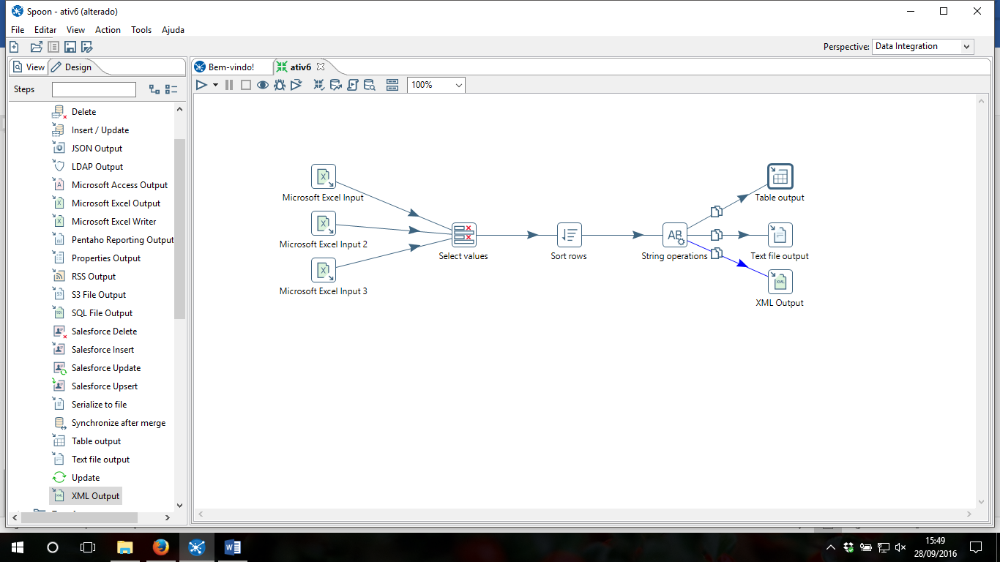 Spoon - ativ6 (alterado)
File Editar View Action Tools Ajuda
Perspective: Data Integration
View Design
Bem-vindo! ativ6
Steps
100%
Delete
Insert / Update
JSON Output
LDAP Output
Microsoft Access Output
Microsoft Excel Output
Microsoft Excel Writer
Pentaho Reporting Output
Properties Output
RSS Output
S3 File Output
SQL File Output
Salesforce Delete
Salesforce Insert
Salesforce Update
Salesforce Upsert
Serialize to file
Synchronize after merge
Table output
Text file output
Update
XML Output
Microsoft Excel Input
Microsoft Excel Input 2
Microsoft Excel Input 3
Select values
Sort rows
String operations
Table output
Text file output
XML Output
15:49
28/09/2016